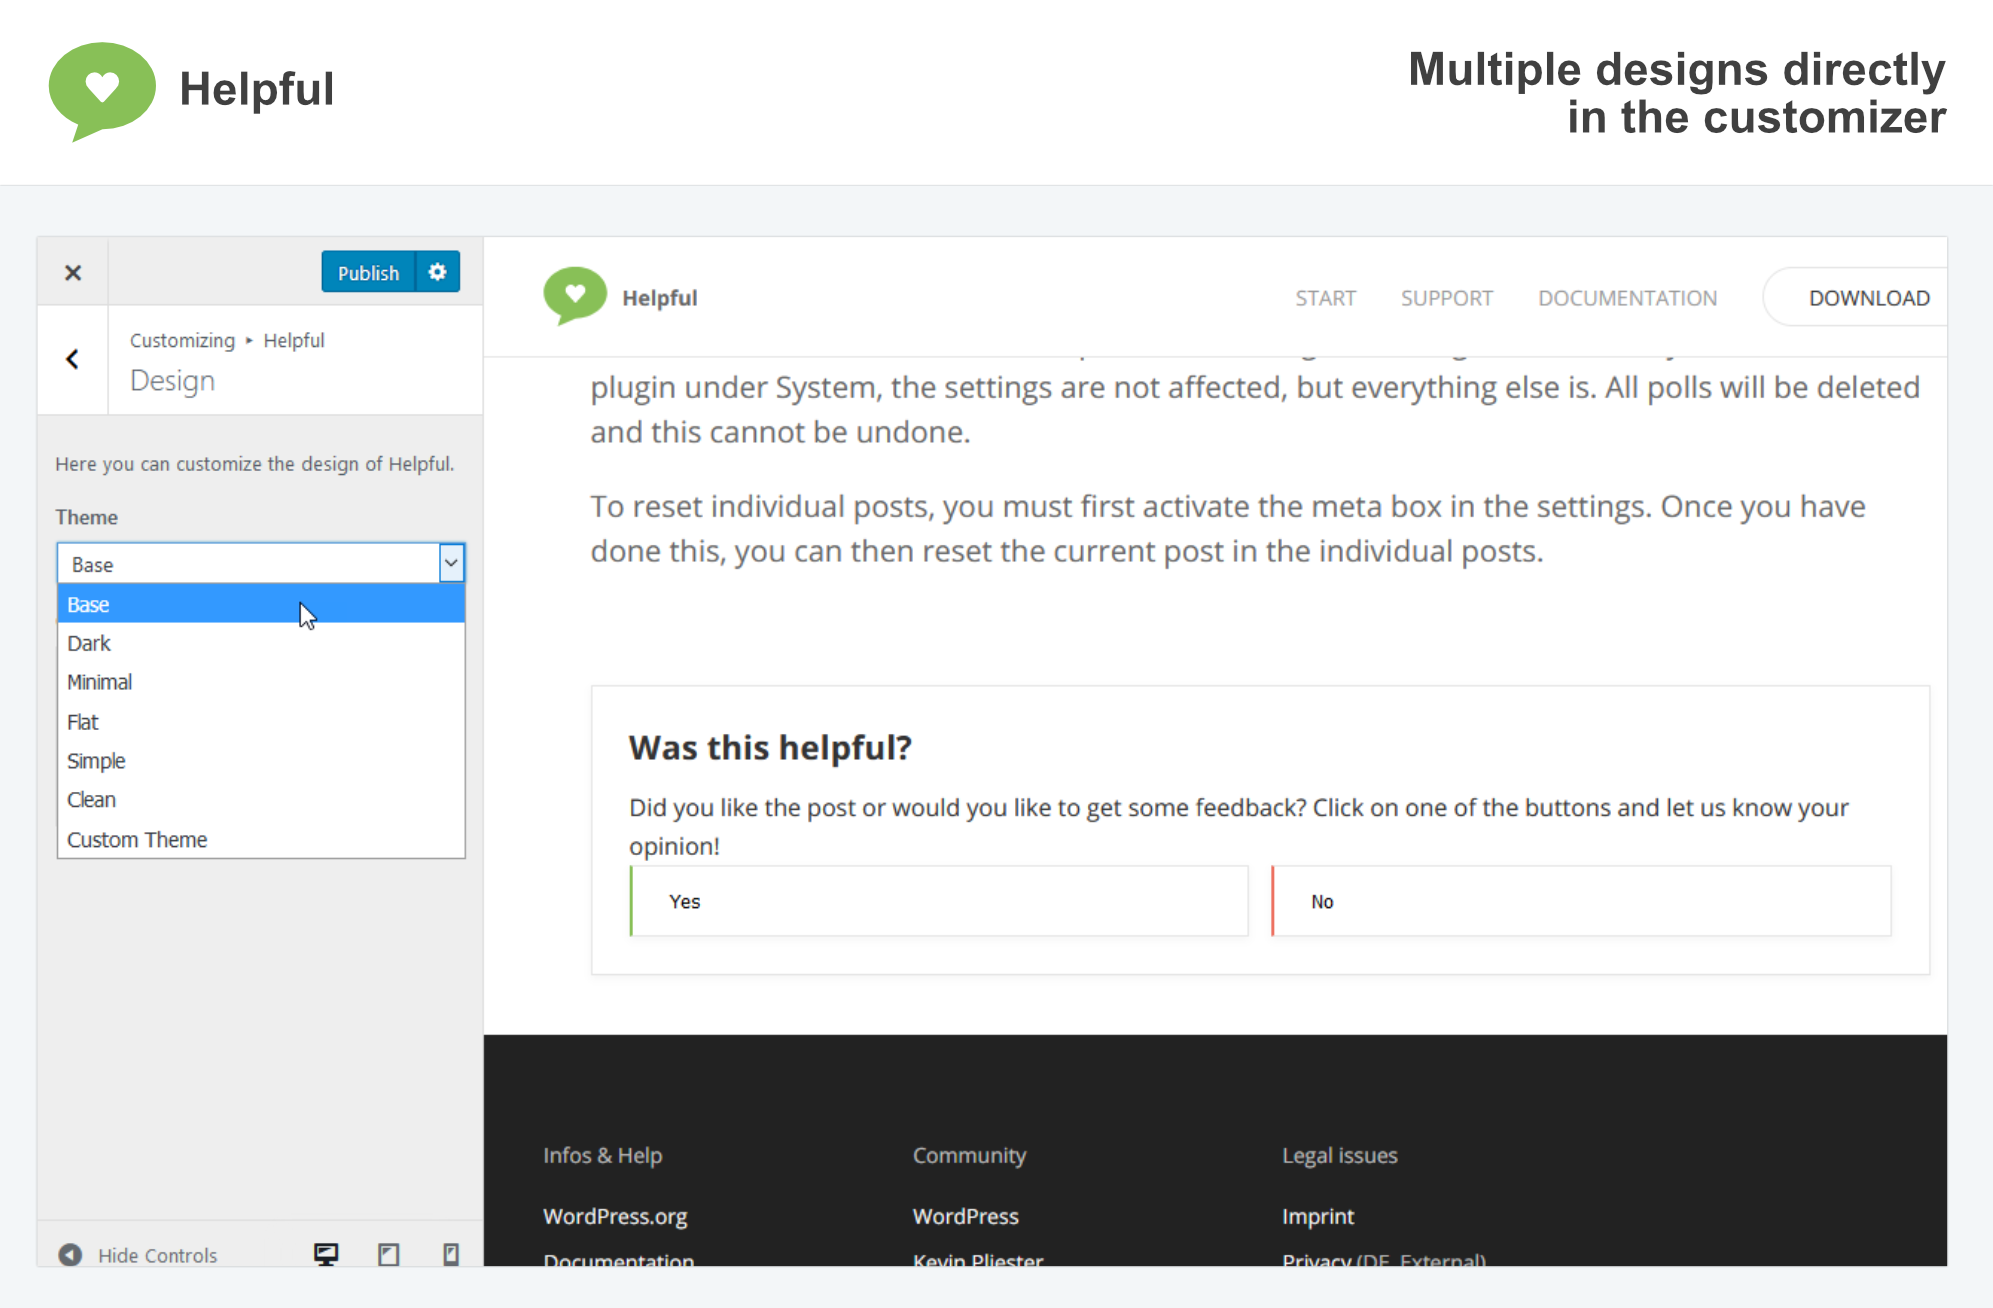 Helpful
Multiple designs directly
in the customizer
Publish
Customizing ▸ Helpful
Design
Here you can customize the design of Helpful.
Theme
Base
Base
Dark
Minimal
Flat
Simple
Clean
Custom Theme
Hide Controls
Helpful
START SUPPORT DOCUMENTATION DOWNLOAD
plugin under System, the settings are not affected, but everything else is. All polls will be deleted
and this cannot be undone.
To reset individual posts, you must first activate the meta box in the settings. Once you have
done this, you can then reset the current post in the individual posts.
Was this helpful?
Did you like the post or would you like to get some feedback? Click on one of the buttons and let us know your
opinion!
Yes
No
Infos & Help
WordPress.org
Documentation
Community
WordPress
Kevin Pliester
Legal issues
Imprint
Privacy (DE, External)